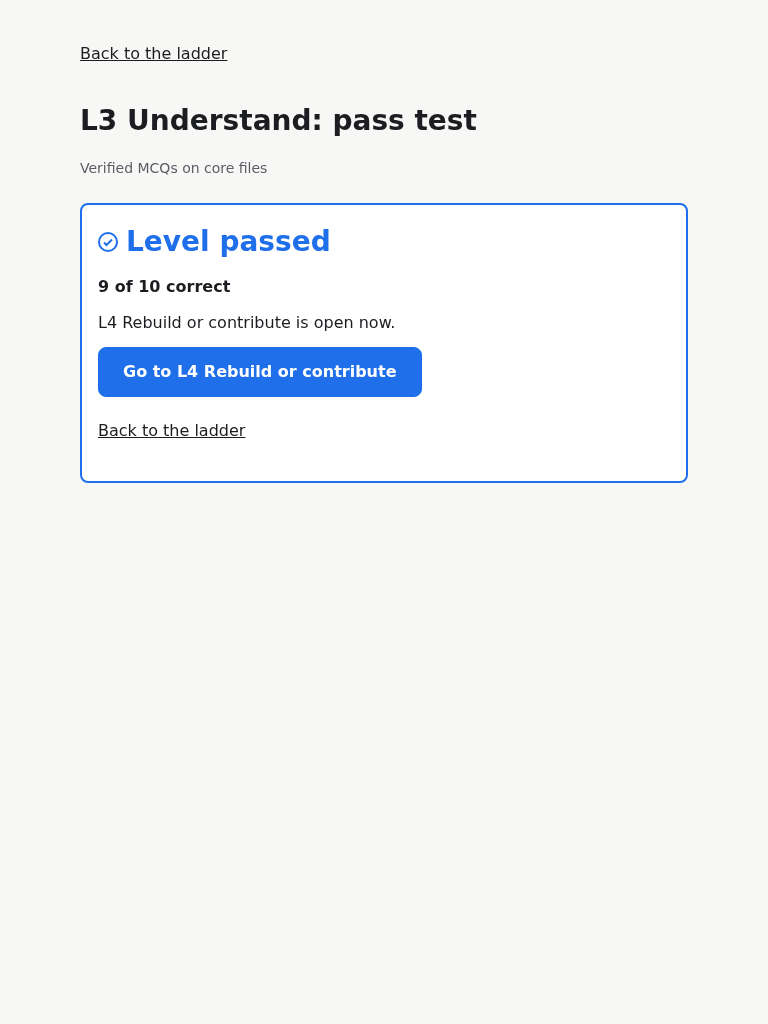 Back to the ladder
L3 Understand: pass test
Verified MCQs on core files
Level passed
9 of 10 correct
L4 Rebuild or contribute is open now.
Go to L4 Rebuild or contribute
Back to the ladder